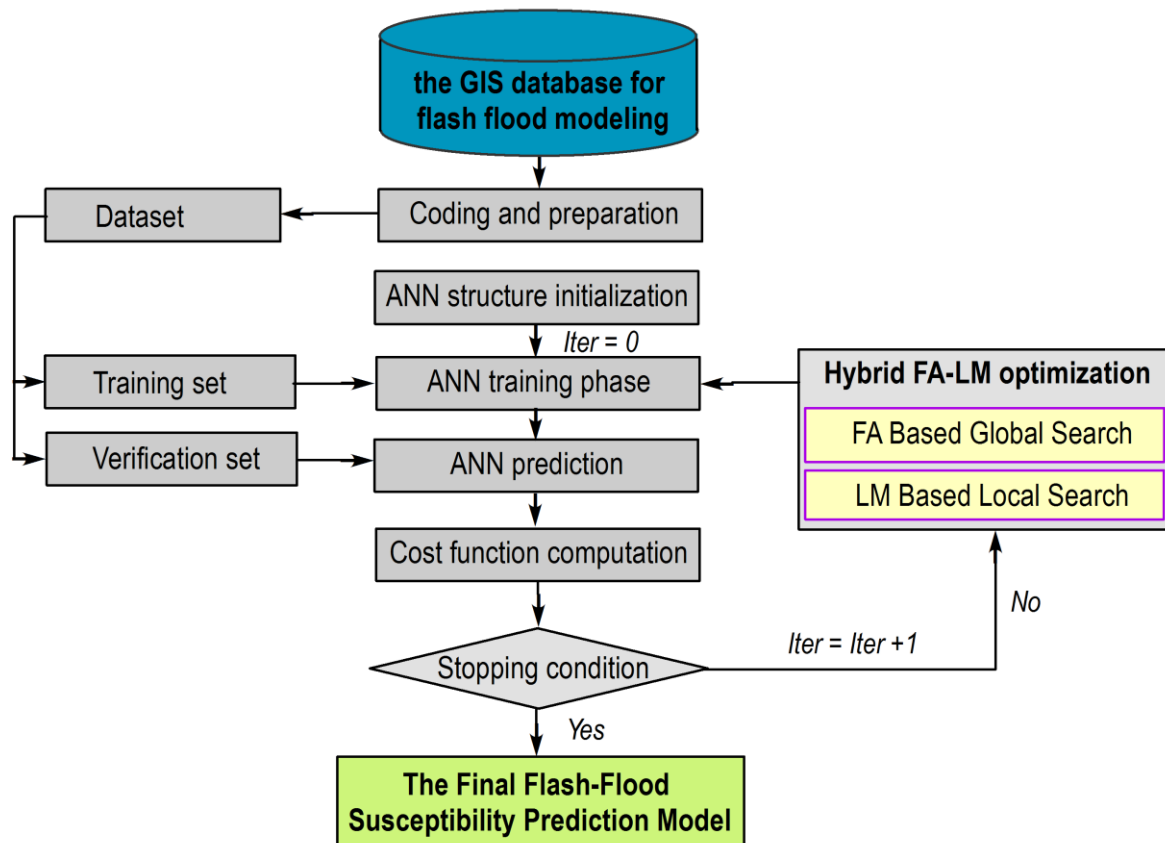 the GIS database for
flash flood modeling
Dataset
Coding and preparation
ANN structure initialization
Iter = 0
Training set
ANN training phase
Hybrid FA-LM optimization
FA Based Global Search
LM Based Local Search
Verification set
ANN prediction
Cost function computation
No
Iter = Iter +1
Stopping condition
Yes
The Final Flash-Flood
Susceptibility Prediction Model